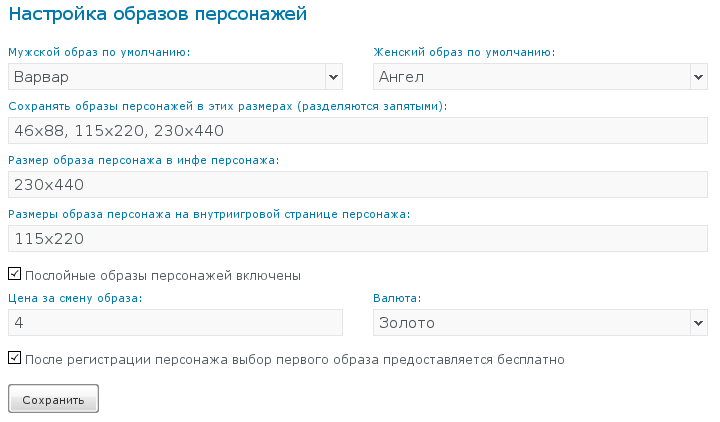 Настройка образов персонажей
Мужской образ по умолчанию: Женский образ по умолчанию:
Варвар Ангел
Сохранять образы персонажей в этих размерах (разделяются запятыми):
46x88, 115x220, 230x440
Размер образа персонажа в инфе персонажа:
230x440
Размеры образа персонажа на внутриигровой странице персонажа:
115x220
Послойные образы персонажей включены
Цена за смену образа: Валюта:
4 Золото
После регистрации персонажа выбор первого образа предоставляется бесплатно
Сохранить